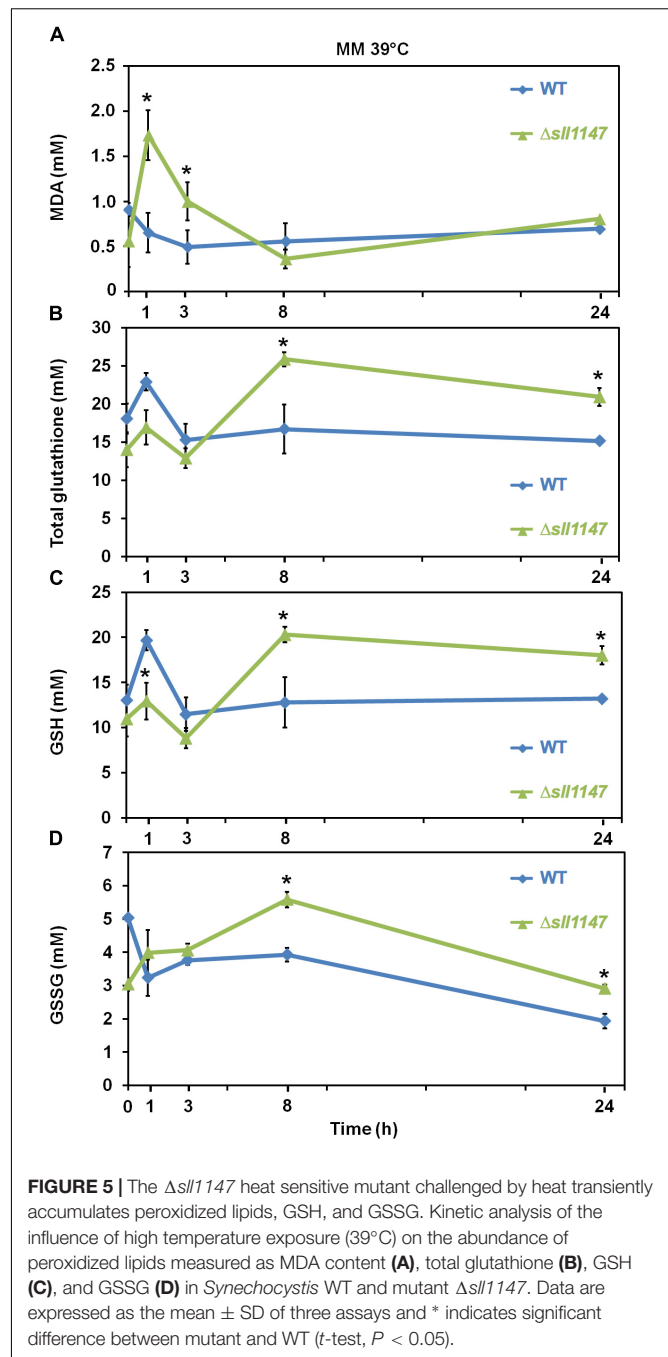 A
MM 39°C
2.5
2.0
1.5
1.0
0.5
0
MDA (mM)
WT
Δsll1147
*
*
1 3 8 24
B
30
25
20
15
10
5
0
Total glutathione (mM)
*
*
WT
Δsll1147
1 3 8 24
C
25
20
15
10
5
0
GSH (mM)
*
*
*
WT
Δsll1147
1 3 8 24
D
7
6
5
4
3
2
1
0
GSSG (mM)
WT
Δsll1147
*
*
0 1 3 8 24
Time (h)
FIGURE 5 | The Δsll1147 heat sensitive mutant challenged by heat transiently
accumulates peroxidized lipids, GSH, and GSSG. Kinetic analysis of the
influence of high temperature exposure (39°C) on the abundance of
peroxidized lipids measured as MDA content (A), total glutathione (B), GSH
(C), and GSSG (D) in Synechocystis WT and mutant Δsll1147. Data are
expressed as the mean ± SD of three assays and * indicates significant
difference between mutant and WT (t-test, P < 0.05).